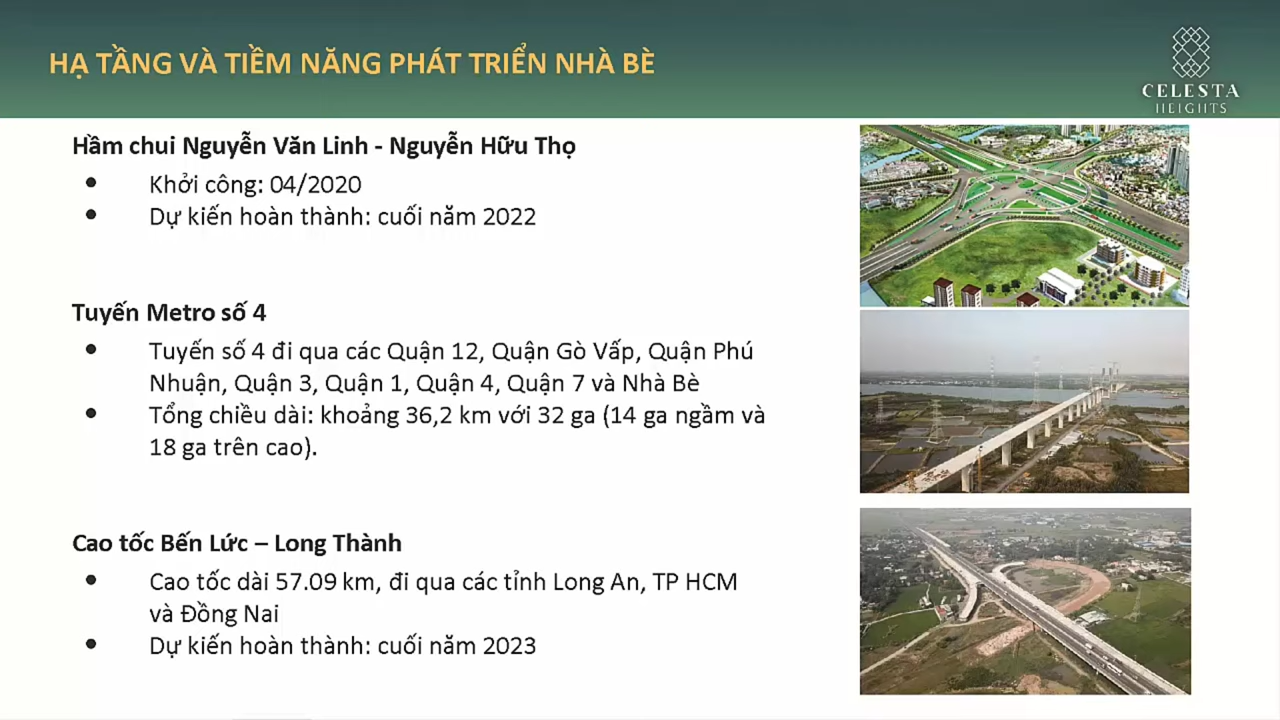 HẠ TẦNG VÀ TIỀM NĂNG PHÁT TRIỂN NHÀ BÈ
CELESTA
HEIGHTS
Hầm chui Nguyễn Văn Linh - Nguyễn Hữu Thọ
• Khởi công: 04/2020
• Dự kiến hoàn thành: cuối năm 2022
Tuyến Metro số 4
• Tuyến số 4 đi qua các Quận 12, Quận Gò Vấp, Quận Phú
Nhuận, Quận 3, Quận 1, Quận 4, Quận 7 và Nhà Bè
• Tổng chiều dài: khoảng 36,2 km với 32 ga (14 ga ngầm và
18 ga trên cao).
Cao tốc Bến Lức – Long Thành
• Cao tốc dài 57.09 km, đi qua các tỉnh Long An, TP HCM
và Đồng Nai
• Dự kiến hoàn thành: cuối năm 2023